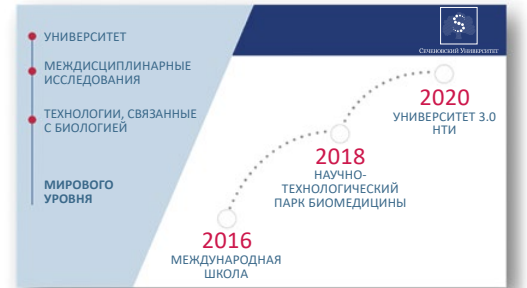 УНИВЕРСИТЕТ
МЕЖДИСЦИПЛИНАРНЫЕ
ИССЛЕДОВАНИЯ
ТЕХНОЛОГИИ, СВЯЗАННЫЕ
С БИОЛОГИЕЙ
МИРОВОГО
УРОВНЯ
Сеченовский Университет
2020
УНИВЕРСИТЕТ 3.0
НТИ
2018
НАУЧНО-
ТЕХНОЛОГИЧЕСКИЙ
ПАРК БИОМЕДИЦИНЫ
2016
МЕЖДУНАРОДНАЯ
ШКОЛА